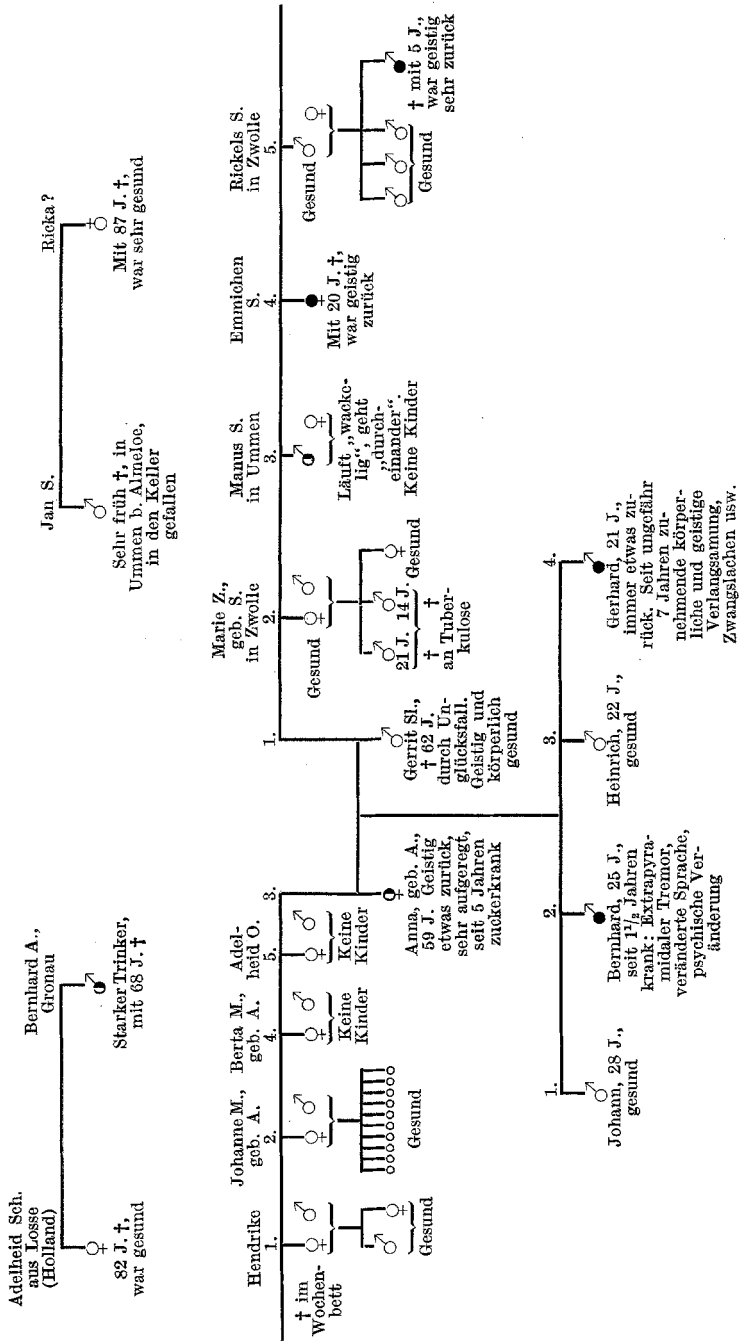 Adelheid Sch.
aus Losse
(Holland)
82 J. †,
war gesund
Bernhard A.,
Gronau
Starker Trinker,
mit 68 J. †
Jan S.
Sehr früh †, in
Ummen b. Almeloe,
in den Keller
gefallen
Ricka?
Mit 87 J. †,
war sehr gesund
Hendrike
1.
† im
Wochen-
bett
Gesund
Johanne M.,
geb. A.
2.
Gesund
Berta M.,
geb. A.
4.
Keine
Kinder
Adel-
heid O.
5.
Keine
Kinder
3.
Anna, geb. A.,
59 J. Geistig
etwas zurück,
sehr aufgeregt,
seit 5 Jahren
zuckerkrank
1.
Gerrit Sl.,
† 62 J.
durch Un-
glücksfall.
Geistig und
körperlich
gesund
Marie Z.,
geb. S.
in Zwolle
2.
Gesund
21 J. 14 J.
† †
an Tuber-
kulose
Gesund
Manus S.
in Ummen
3.
Läuft „wacke-
lig“, geht
„durch-
einander“.
Keine Kinder
Emmichen
S.
4.
Mit 20 J. †,
war geistig
zurück
Rickels S.
in Zwolle
5.
Gesund
Gesund
† mit 5 J.,
war geistig
sehr zurück
1.
Johann, 28 J.,
gesund
2.
Bernhard, 25 J.,
seit 1 1/2 Jahren
krank: Extrapyra-
midaler Tremor,
veränderte Sprache,
psychische Ver-
änderung
3.
Heinrich, 22 J.,
gesund
4.
Gerhard, 21 J.,
immer etwas zu-
rück. Seit ungefähr
7 Jahren zu-
nehmende körper-
liche und geistige
Verlangsamung,
Zwangslachen usw.